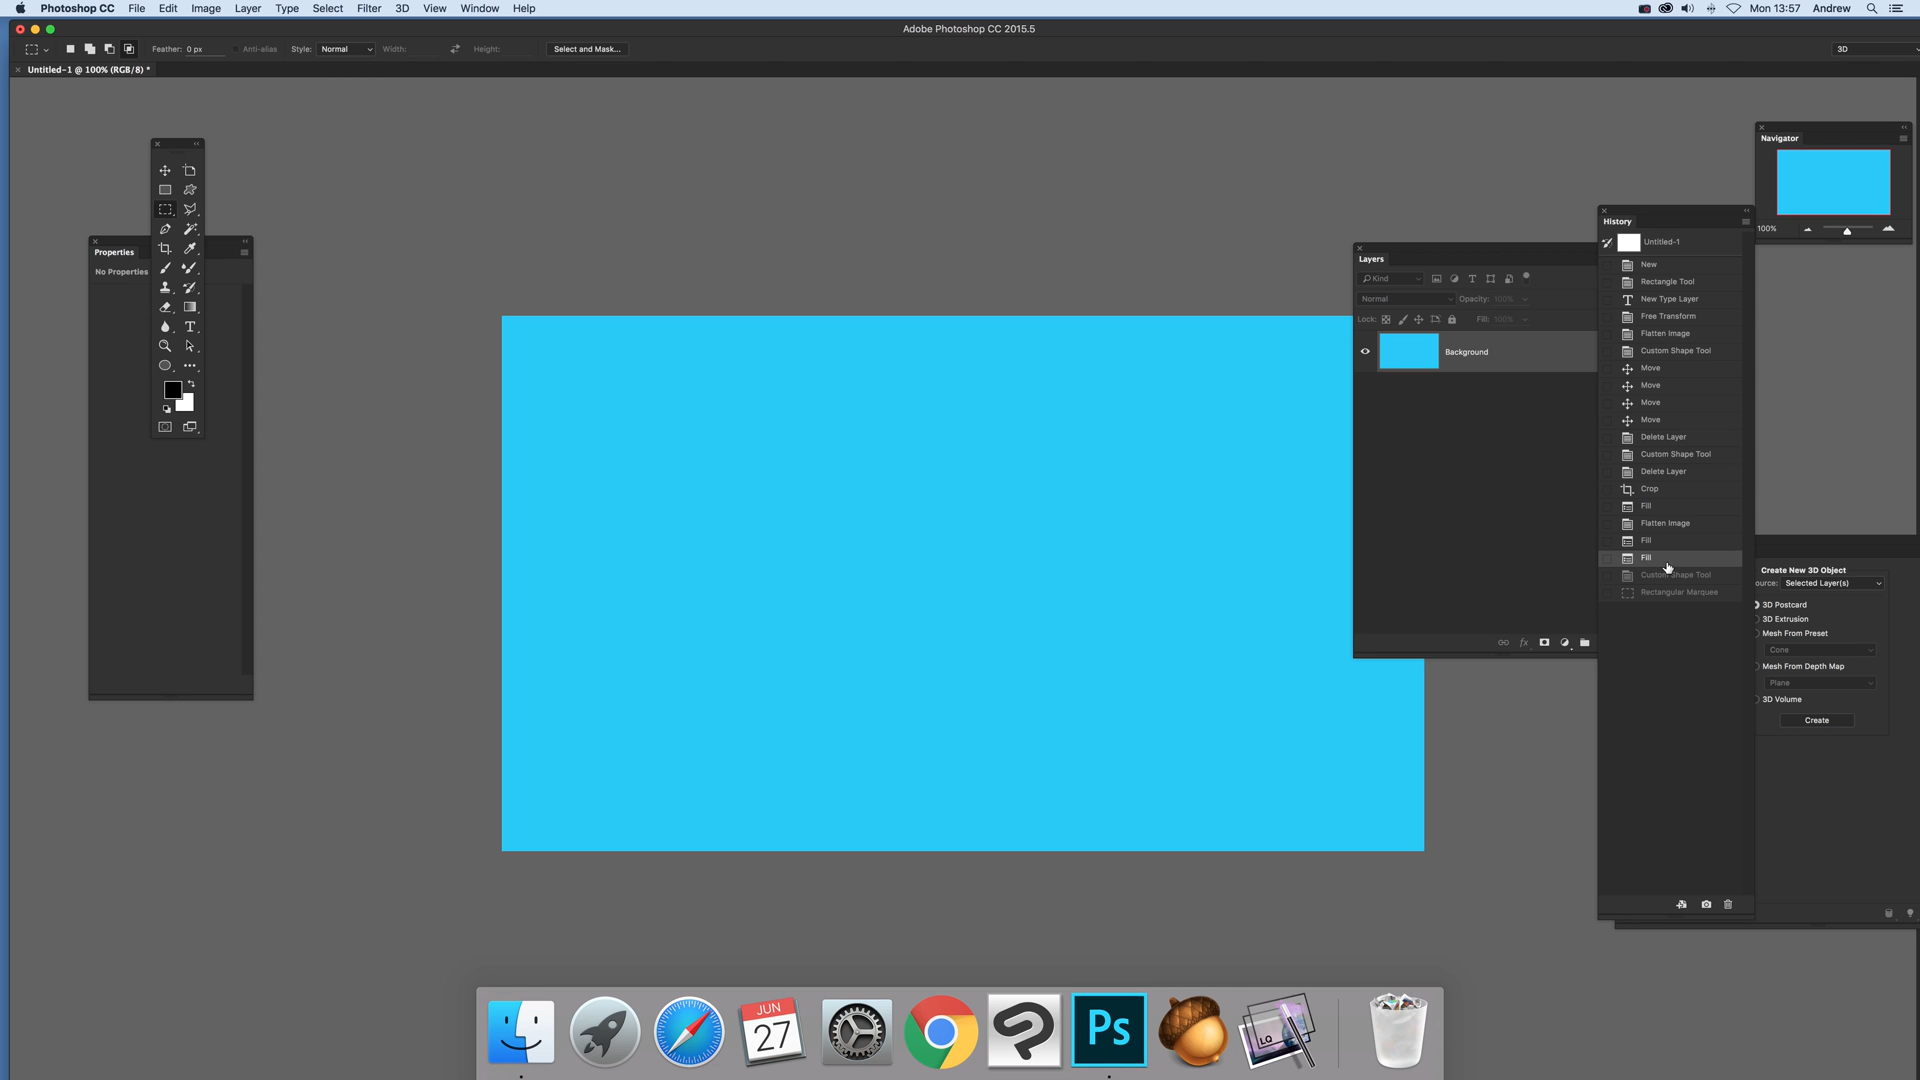 Photoshop CC File Edit Image Layer Type Select Filter 3D View Window Help Mon 13:57 Andrew
Adobe Photoshop CC 2015.5
Feather: 0 px Anti-alias Style: Normal Width: Height: Select and Mask... 3D
Untitled-1 @ 100% (RGB/8) *
Navigator
100%
Properties
No Properties
History
Untitled-1
New
Rectangle Tool
New Type Layer
Free Transform
Flatten Image
Custom Shape Tool
Move
Move
Move
Move
Delete Layer
Custom Shape Tool
Delete Layer
Crop
Fill
Flatten Image
Fill
Fill
Custom Shape Tool
Rectangular Marquee
Layers
Kind
Normal Opacity: 100%
Lock: Fill: 100%
Background
fx
Create New 3D Object
ource: Selected Layer(s)
3D Postcard
3D Extrusion
Mesh From Preset
Cone
Mesh From Depth Map
Plane
3D Volume
Create
JUN
27
Ps
LQ